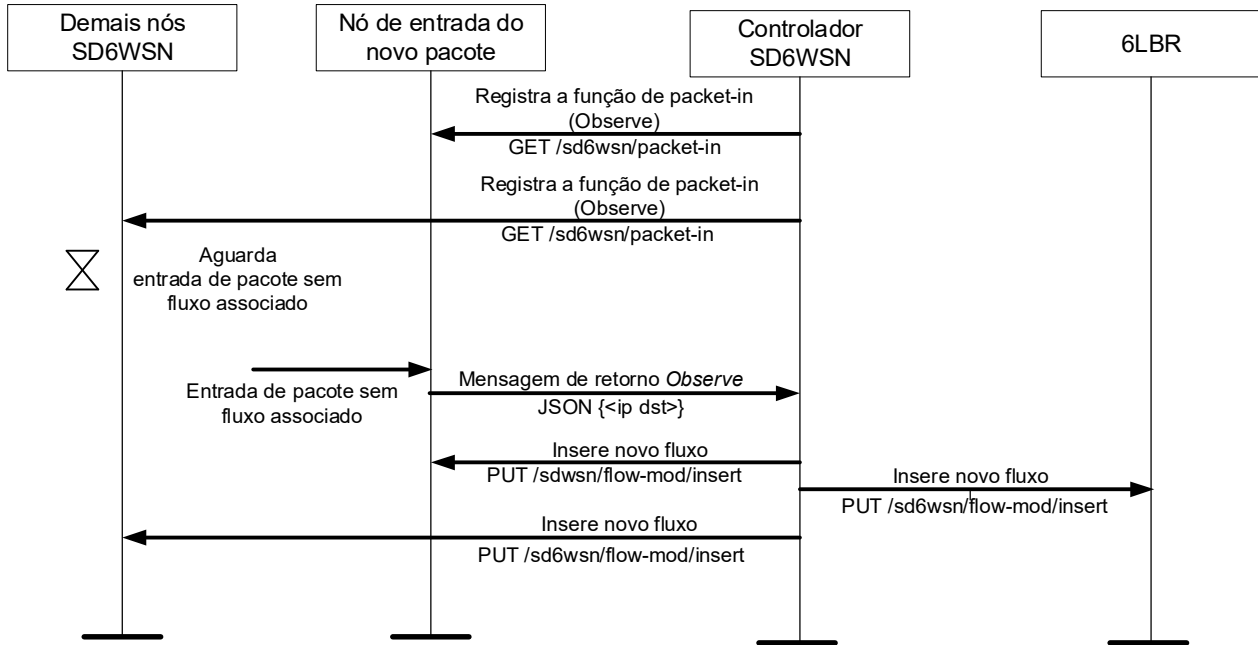 Demais nós
SD6WSN
Nó de entrada do
novo pacote
Controlador
SD6WSN
6LBR
Registra a função de packet-in
(Observe)
GET /sd6wsn/packet-in
Registra a função de packet-in
(Observe)
GET /sd6wsn/packet-in
Aguarda
entrada de pacote sem
fluxo associado
Entrada de pacote sem
fluxo associado
Mensagem de retorno Observe
JSON {<ip dst>}
Insere novo fluxo
PUT /sdwsn/flow-mod/insert
Insere novo fluxo
PUT /sd6wsn/flow-mod/insert
Insere novo fluxo
PUT /sd6wsn/flow-mod/insert